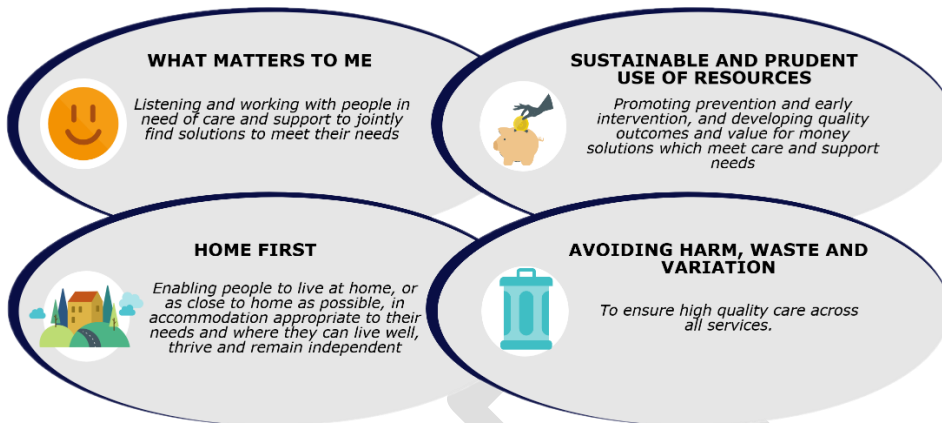 WHAT MATTERS TO ME
Listening and working with people in
need of care and support to jointly
find solutions to meet their needs
SUSTAINABLE AND PRUDENT
USE OF RESOURCES
Promoting prevention and early
intervention, and developing quality
outcomes and value for money
solutions which meet care and support
needs
HOME FIRST
Enabling people to live at home, or
as close to home as possible, in
accommodation appropriate to their
needs and where they can live well,
thrive and remain independent
AVOIDING HARM, WASTE AND
VARIATION
To ensure high quality care across
all services.